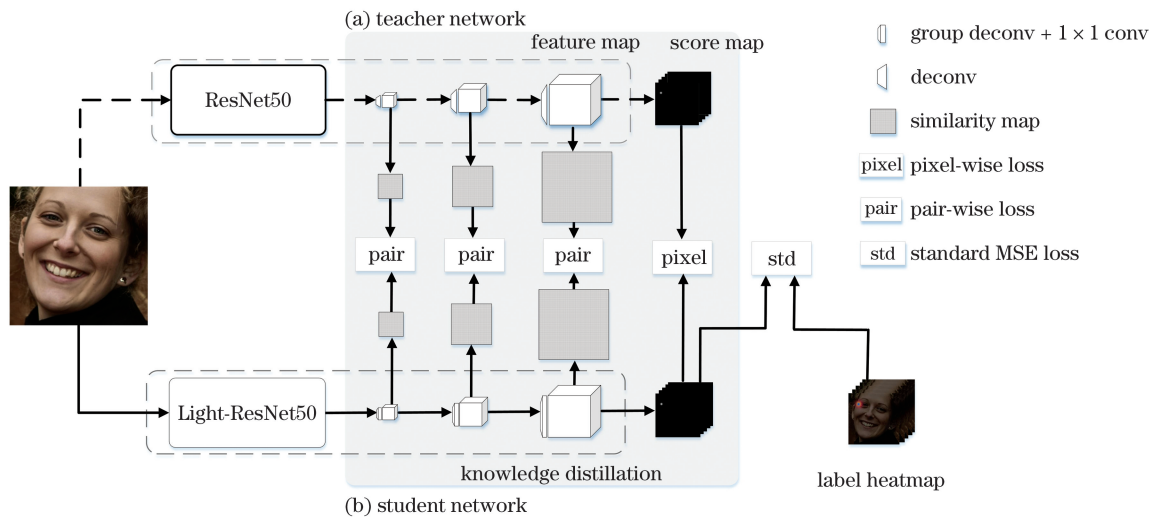 (a) teacher network
feature map
score map
ResNet50
pair
pair
pair
pixel
std
Light-ResNet50
knowledge distillation
(b) student network
label heatmap
group deconv + 1 × 1 conv
deconv
similarity map
pixel pixel-wise loss
pair pair-wise loss
std standard MSE loss